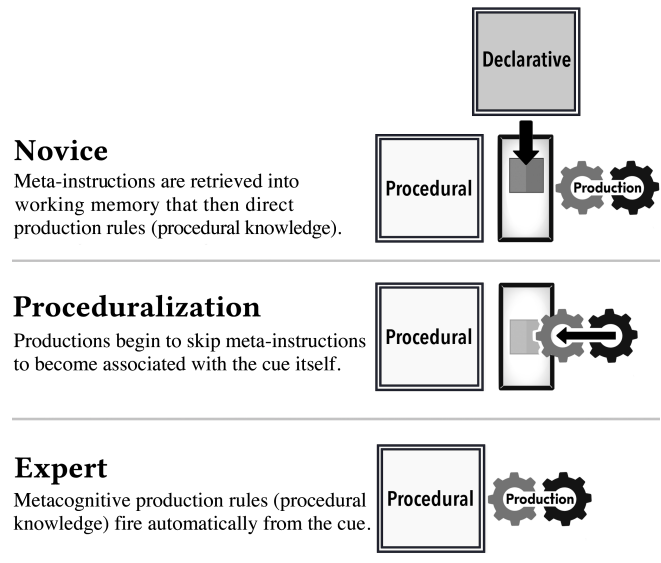 Declarative
Novice
Meta-instructions are retrieved into
working memory that then direct
production rules (procedural knowledge).
Procedural
Production
Proceduralization
Productions begin to skip meta-instructions
to become associated with the cue itself.
Procedural
Expert
Metacognitive production rules (procedural
knowledge) fire automatically from the cue.
Procedural
Production